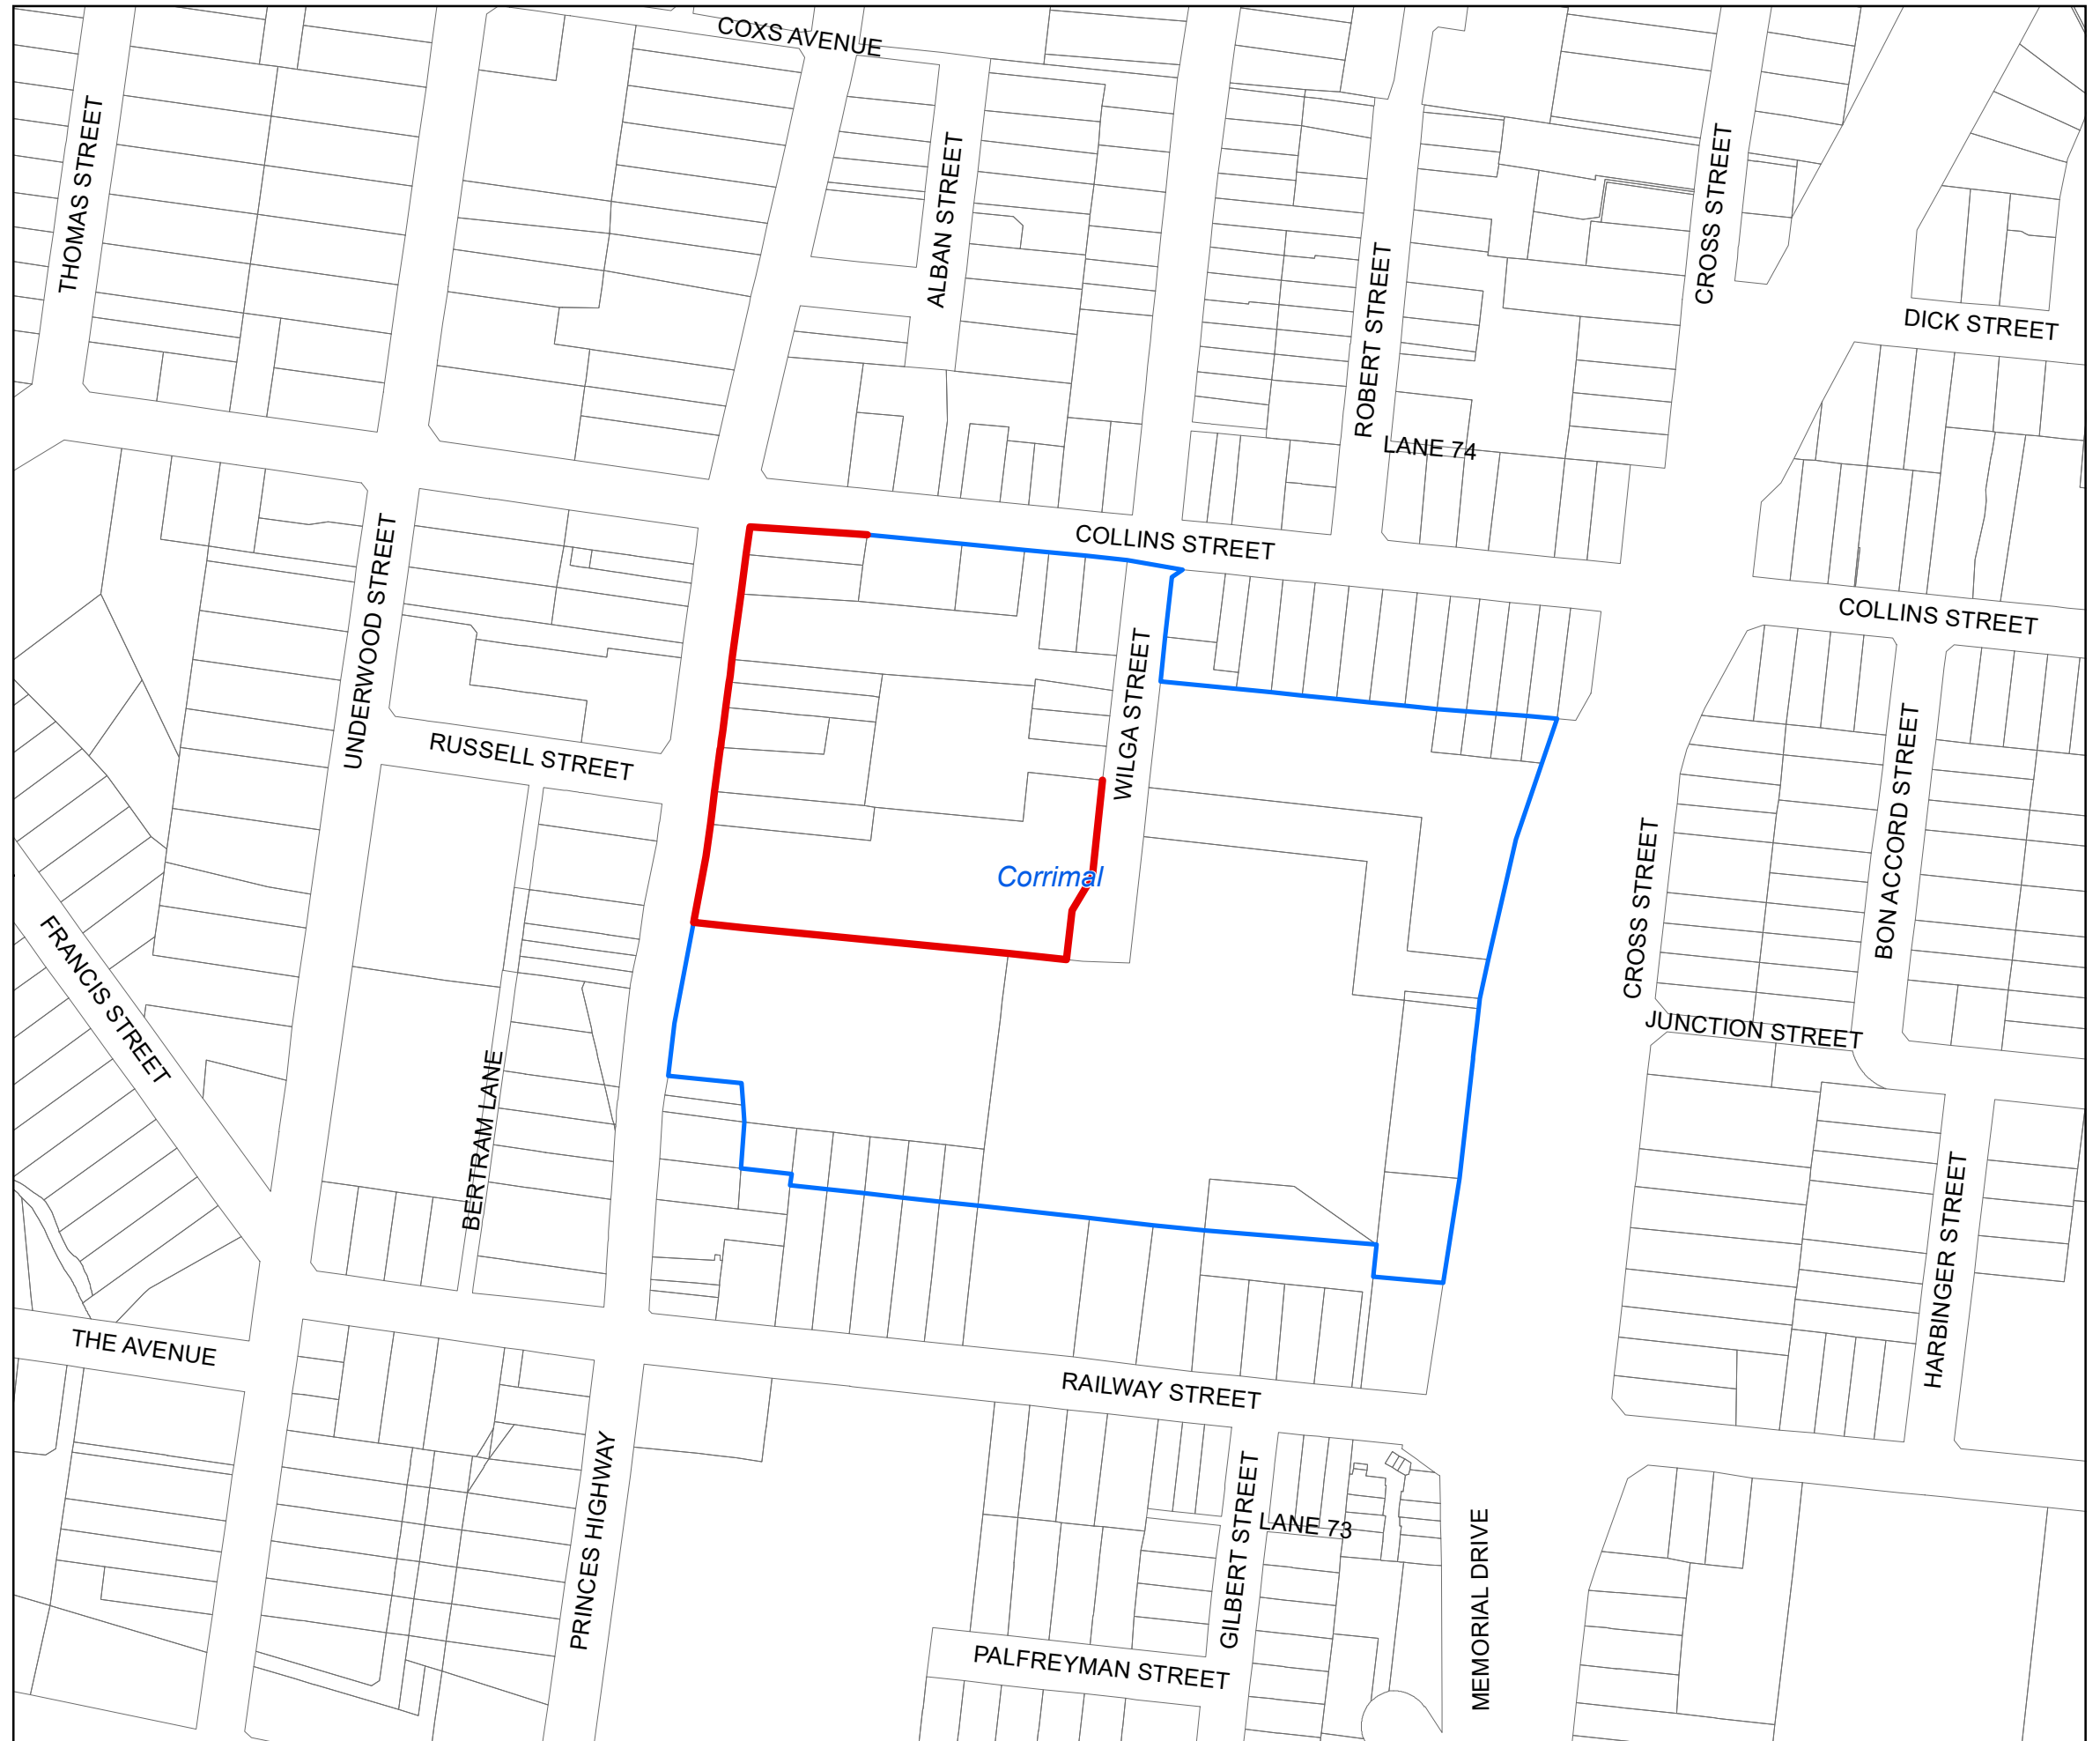 COXS AVENUE
THOMAS STREET
ALBAN STREET
CROSS STREET
ROBERT STREET
DICK STREET
LANE 74
COLLINS STREET
COLLINS STREET
UNDERWOOD STREET
WILGA STREET
RUSSELL STREET
BON ACCORD STREET
CROSS STREET
Corrimal
FRANCIS STREET
JUNCTION STREET
BERTRAM LANE
HARBINGER STREET
THE AVENUE
RAILWAY STREET
PRINCES HIGHWAY
GILBERT STREET
LANE 73
MEMORIAL DRIVE
PALFREYMAN STREET